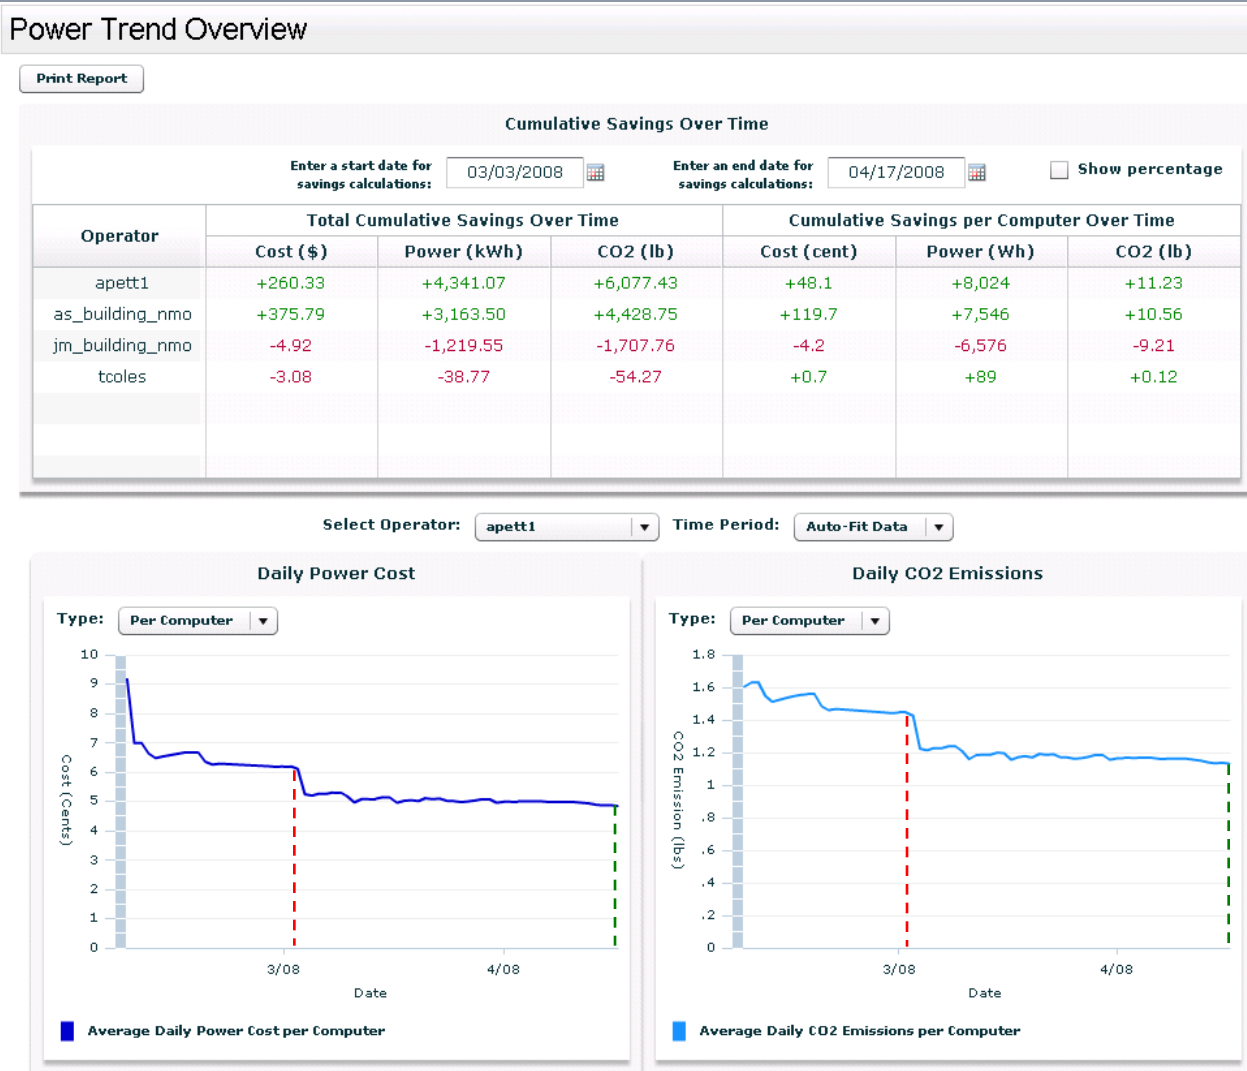 Power Trend Overview
Print Report
Cumulative Savings Over Time
Enter a start date for
savings calculations:
03/03/2008
Enter an end date for
savings calculations:
04/17/2008
Show percentage
Operator
Total Cumulative Savings Over Time
Cumulative Savings per Computer Over Time
Cost ($) Power (kWh) CO2 (lb) Cost (cent) Power (Wh) CO2 (lb)
apett1 +260.33 +4,341.07 +6,077.43 +48.1 +8,024 +11.23
as_building_nmo +375.79 +3,163.50 +4,428.75 +119.7 +7,546 +10.56
jm_building_nmo -4.92 -1,219.55 -1,707.76 -4.2 -6,576 -9.21
tcoles -3.08 -38.77 -54.27 +0.7 +89 +0.12
Select Operator: apett1 Time Period: Auto-Fit Data
Daily Power Cost
Type: Per Computer
10
9
8
7
6
5
4
3
2
1
0
Cost (Cents)
3/08 4/08
Date
Average Daily Power Cost per Computer
Daily CO2 Emissions
Type: Per Computer
1.8
1.6
1.4
1.2
1
.8
.6
.4
.2
0
CO2 Emission (lbs)
3/08 4/08
Date
Average Daily CO2 Emissions per Computer